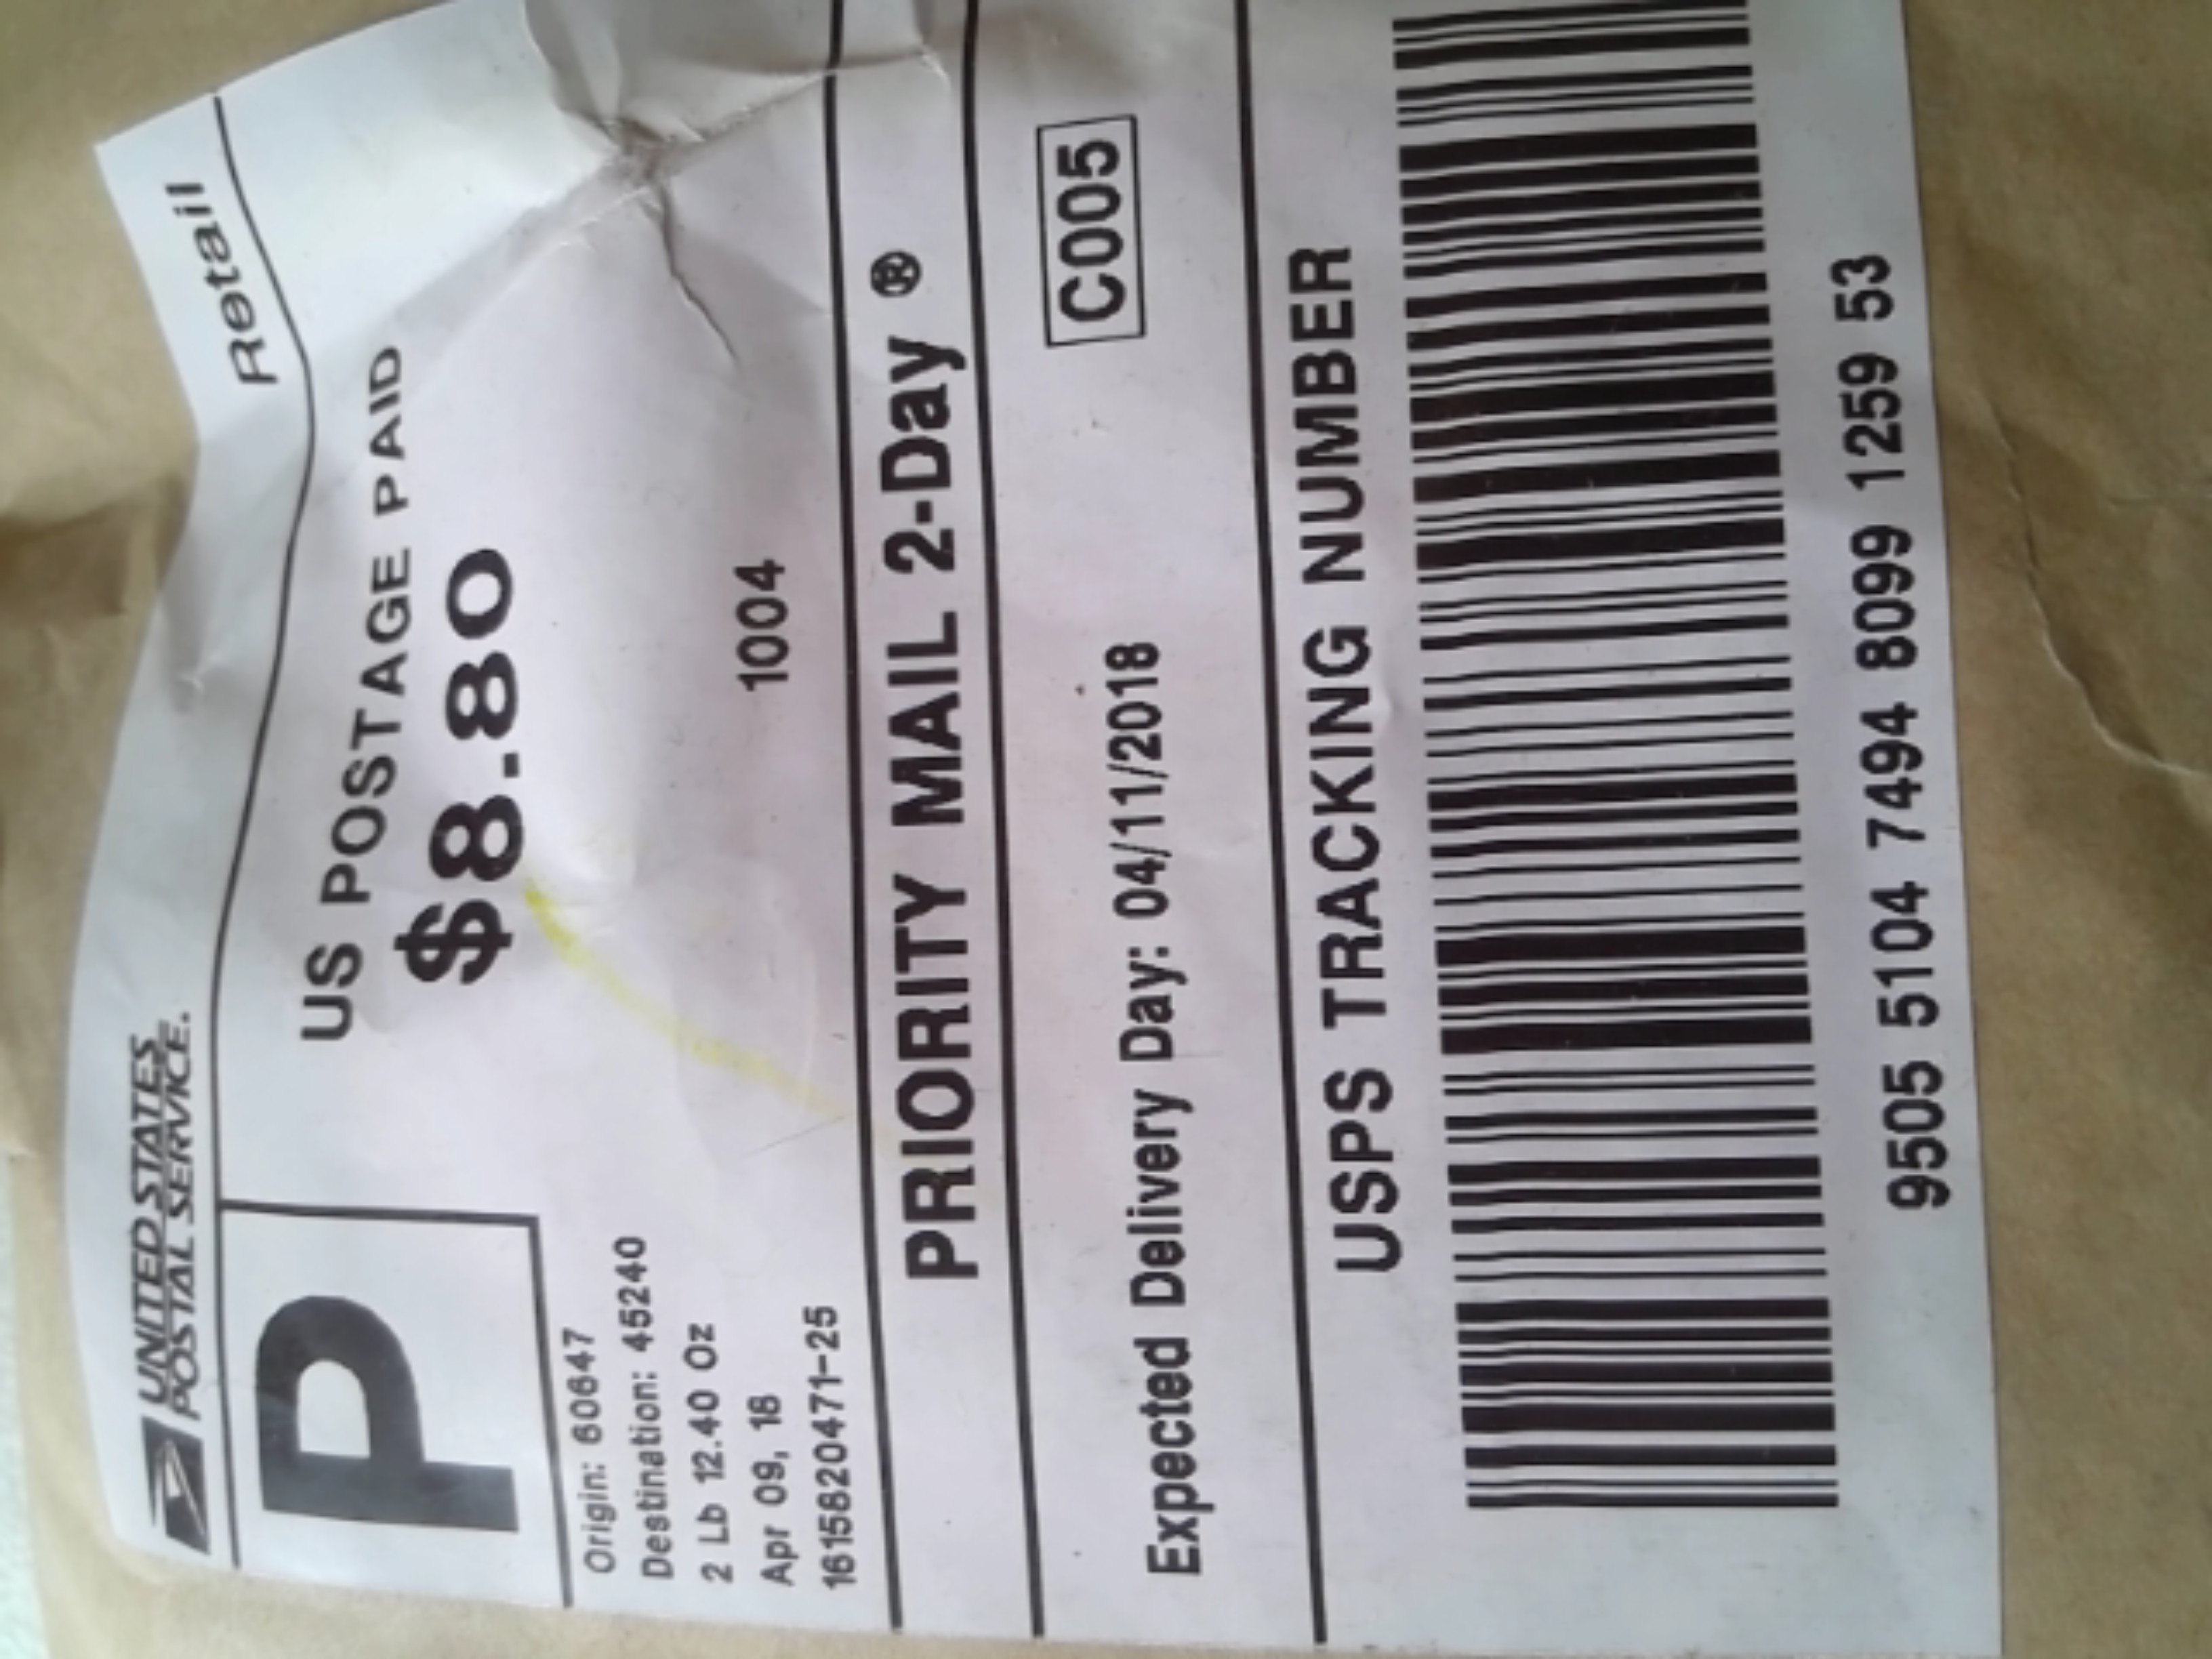 UNITED STATES
POSTAL SERVICE.
Retail
P
US POSTAGE PAID
$8.80
Origin: 60647
Destination: 45240
2 Lb 12.40 Oz
Apr 09, 18
1615820471-25
1004
PRIORITY MAIL 2-Day ®
Expected Delivery Day: 04/11/2018
C005
USPS TRACKING NUMBER
9505 5104 7494 8099 1259 53